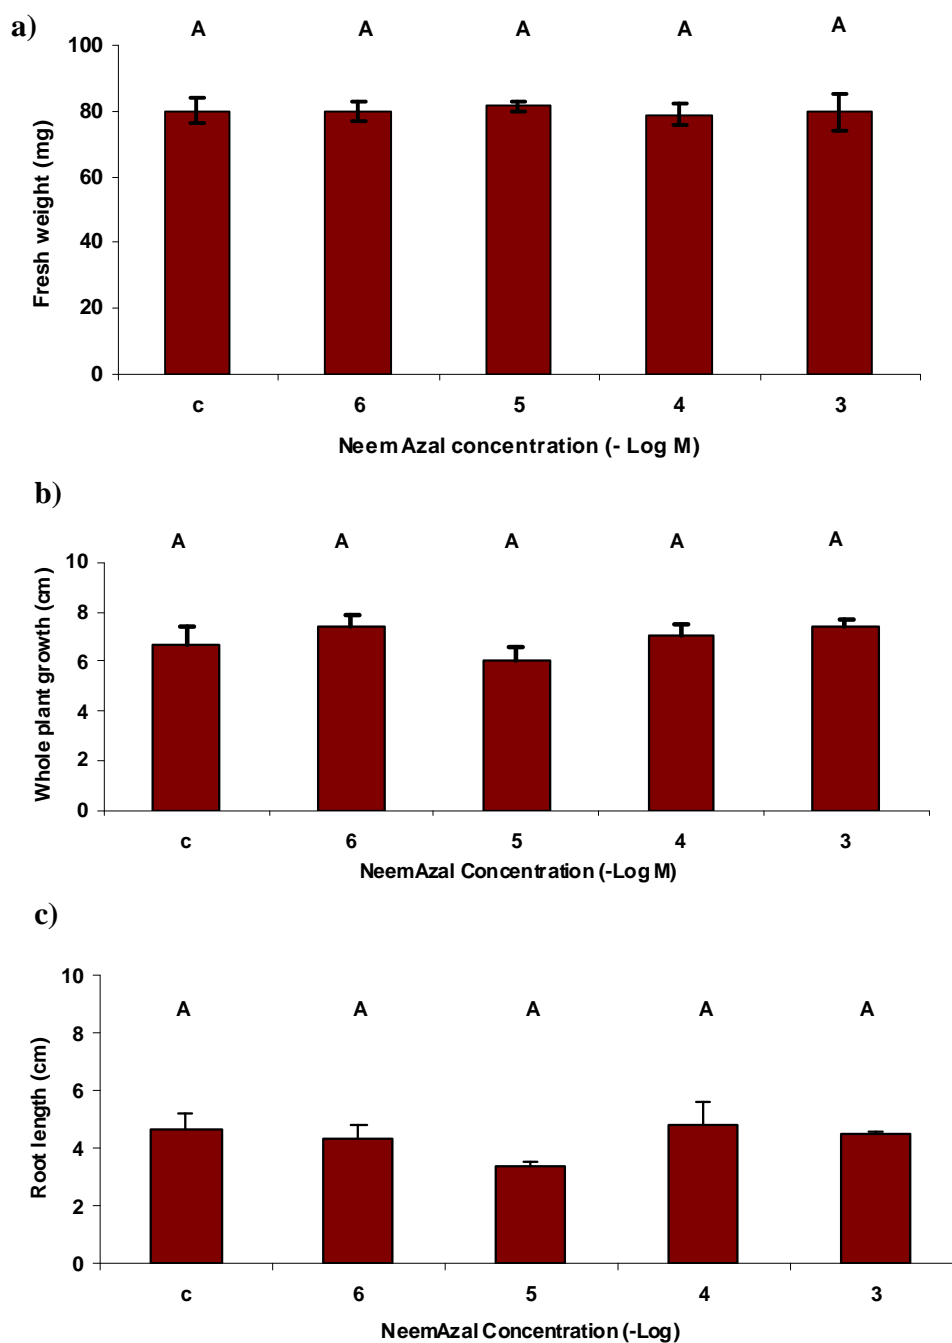 a)
A A A A A
100
80
60
40
20
0
Fresh weight (mg)
c 6 5 4 3
NeemAzal concentration (- Log M)
b)
A A A A A
10
8
6
4
2
0
Whole plant growth (cm)
c 6 5 4 3
NeemAzal Concentration (-Log M)
c)
10
A A A A A
8
6
4
2
0
Root length (cm)
c 6 5 4 3
NeemAzal Concentration (-Log)